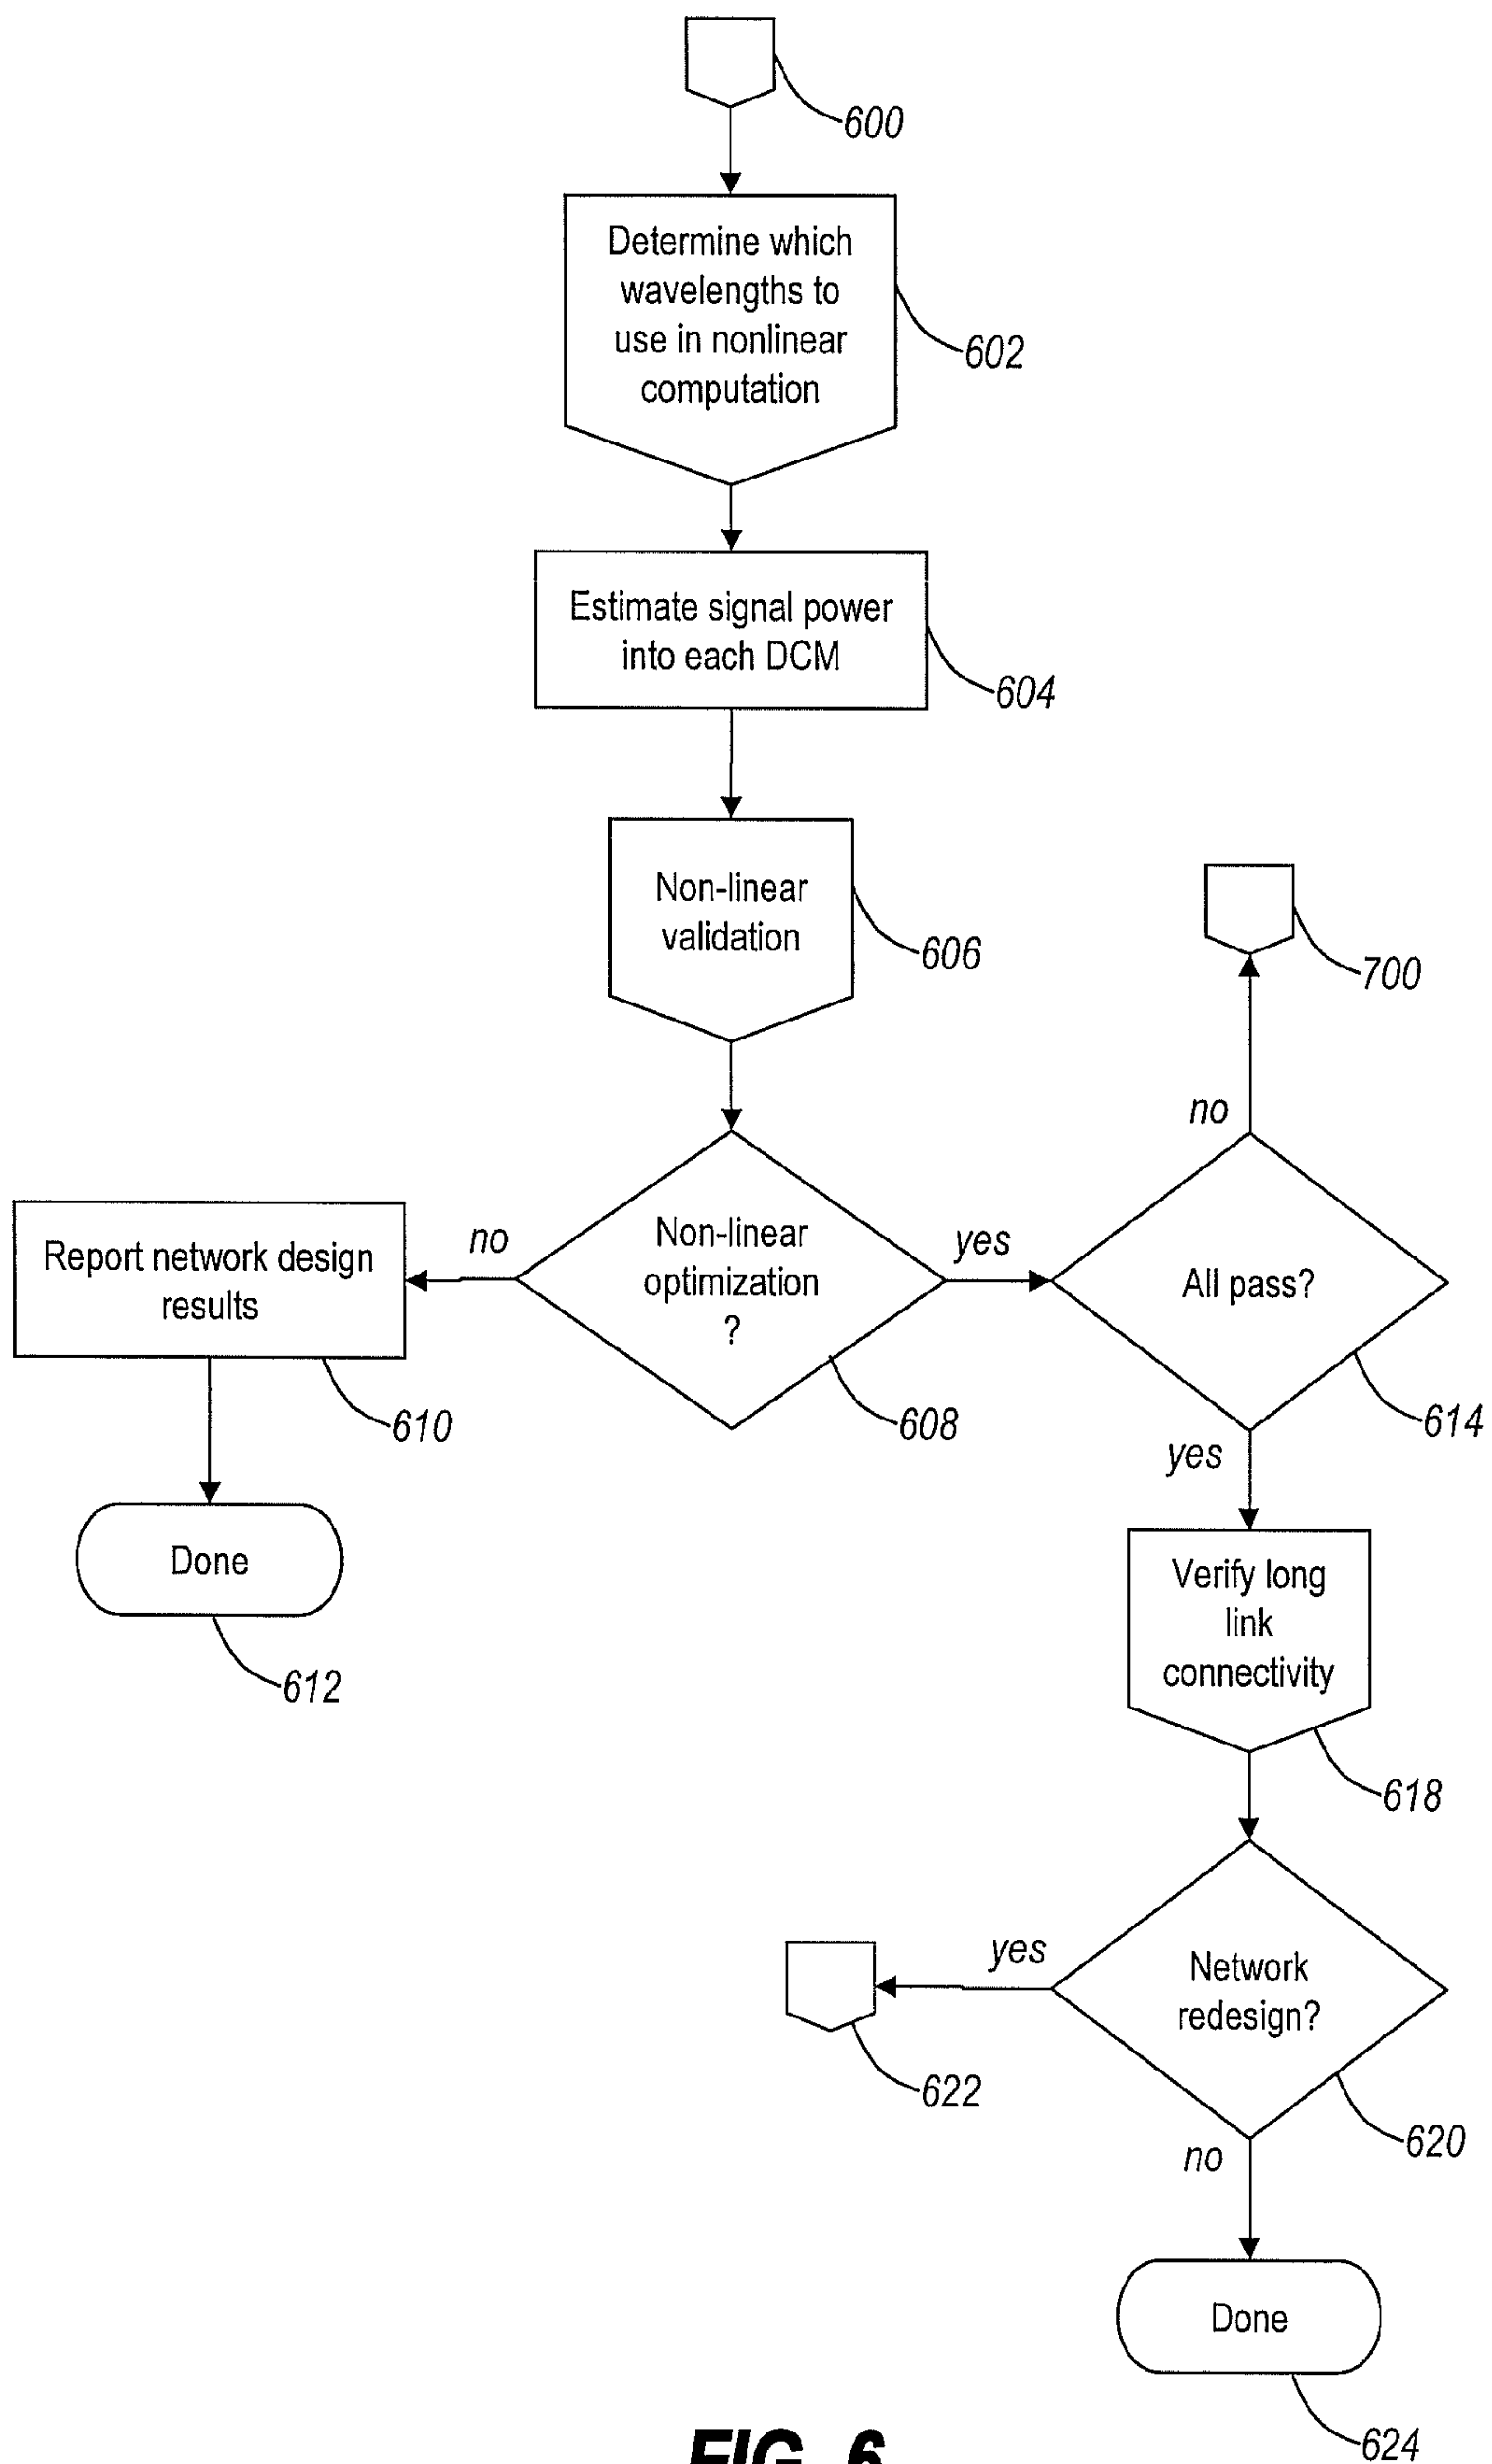 600
Determine which
wavelengths to
use in nonlinear
computation
602
Estimate signal power
into each DCM
604
Non-linear
validation
606
700
no
Non-linear
optimization
?
608
no
yes
Report network design
results
610
All pass?
614
yes
Done
612
Verify long
link
connectivity
618
Network
redesign?
620
yes
622
no
Done
624
FIG. 6